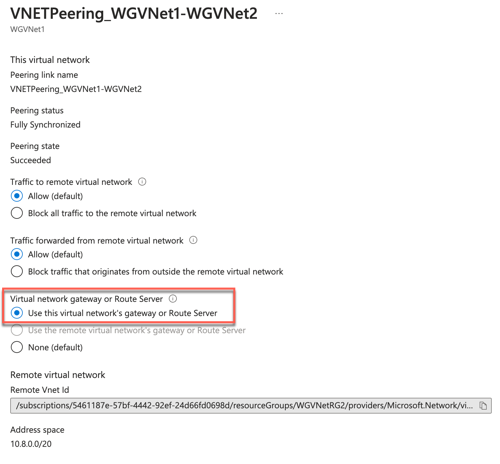 VNETPeering_WGVNet1-WGVNet2 ...
WGVNet1
This virtual network
Peering link name
VNETPeering_WGVNet1-WGVNet2
Peering status
Fully Synchronized
Peering state
Succeeded
Traffic to remote virtual network
Allow (default)
Block all traffic to the remote virtual network
Traffic forwarded from remote virtual network
Allow (default)
Block traffic that originates from outside the remote virtual network
Virtual network gateway or Route Server
Use this virtual network's gateway or Route Server
Use the remote virtual network's gateway or Route Server
None (default)
Remote virtual network
Remote Vnet Id
/subscriptions/5461187e-57bf-4442-92ef-24d66fd0698d/resourceGroups/WGVNetRG2/providers/Microsoft.Network/vi...
Address space
10.8.0.0/20